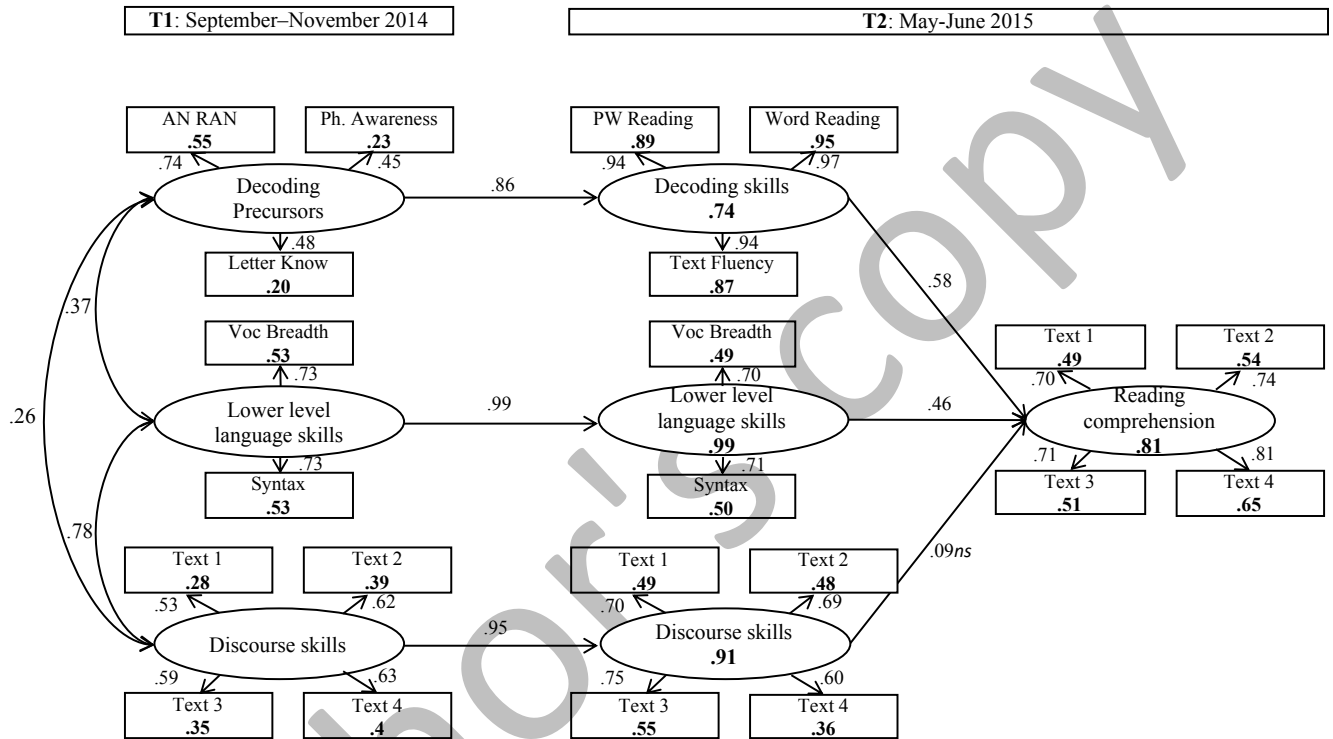 T1: September–November 2014
T2: May-June 2015
AN RAN
.55
Ph. Awareness
.23
PW Reading
.89
Word Reading
.95
.74
.45
.94
.97
Decoding
Precursors
.86
Decoding skills
.74
.48
.94
Letter Know
.20
Text Fluency
.87
.58
.37
Voc Breadth
.53
Voc Breadth
.49
Text 1
.49
Text 2
.54
.73
.70
.70
.74
.26
Lower level
language skills
.99
Lower level
language skills
.99
.46
Reading
comprehension
.81
.73
.71
.71
.81
Syntax
.53
Syntax
.50
Text 3
.51
Text 4
.65
.78
.09ns
Text 1
.28
Text 2
.39
Text 1
.49
Text 2
.48
.53
.62
.70
.69
Discourse skills
.95
Discourse skills
.91
.59
.63
.75
.60
Text 3
.35
Text 4
.4
Text 3
.55
Text 4
.36
hor's copy